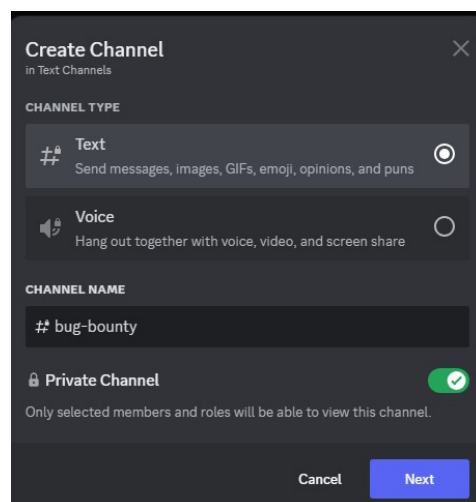 Create Channel
in Text Channels
CHANNEL TYPE
Text
Send messages, images, GIFs, emoji, opinions, and puns
Voice
Hang out together with voice, video, and screen share
CHANNEL NAME
# bug-bounty
Private Channel
Only selected members and roles will be able to view this channel.
Cancel Next